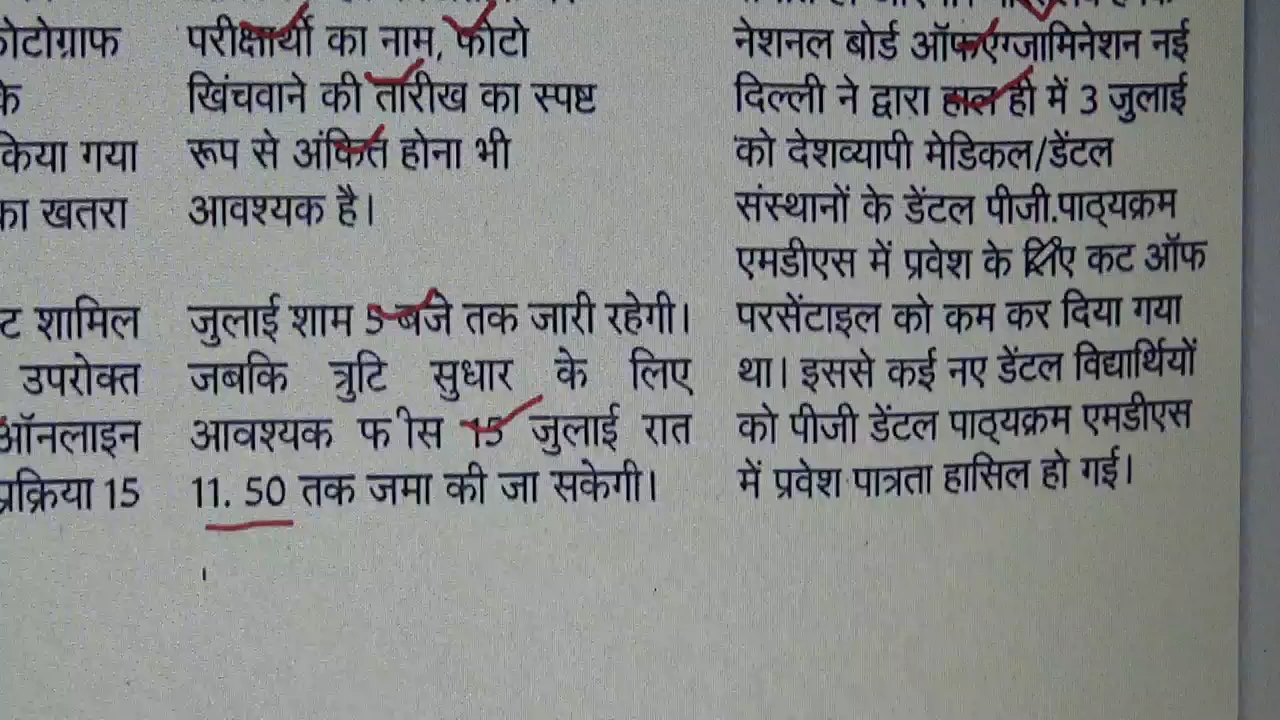 ोटोग्राफ
के
किया गया
का खतरा
ट शामिल
उपरोक्त
ऑनलाइन
प्रक्रिया 15
परीक्षार्थी का नाम, फोटो
खिंचवाने की तारीख का स्पष्ट
रूप से अंकित होना भी
आवश्यक है।
जुलाई शाम 5 बजे तक जारी रहेगी।
जबकि त्रुटि सुधार के लिए
आवश्यक फ ीस 15 जुलाई रात
11. 50 तक जमा की जा सकेगी।
नेशनल बोर्ड ऑफ एग्जामिनेशन नई
दिल्ली ने द्वारा हाल ही में 3 जुलाई
को देशव्यापी मेडिकल/डेंटल
संस्थानों के डेंटल पीजी.पाठ्यक्रम
एमडीएस में प्रवेश के लिए कट ऑफ
परसेंटाइल को कम कर दिया गया
था। इससे कई नए डेंटल विद्यार्थियों
को पीजी डेंटल पाठ्यक्रम एमडीएस
में प्रवेश पात्रता हासिल हो गई।